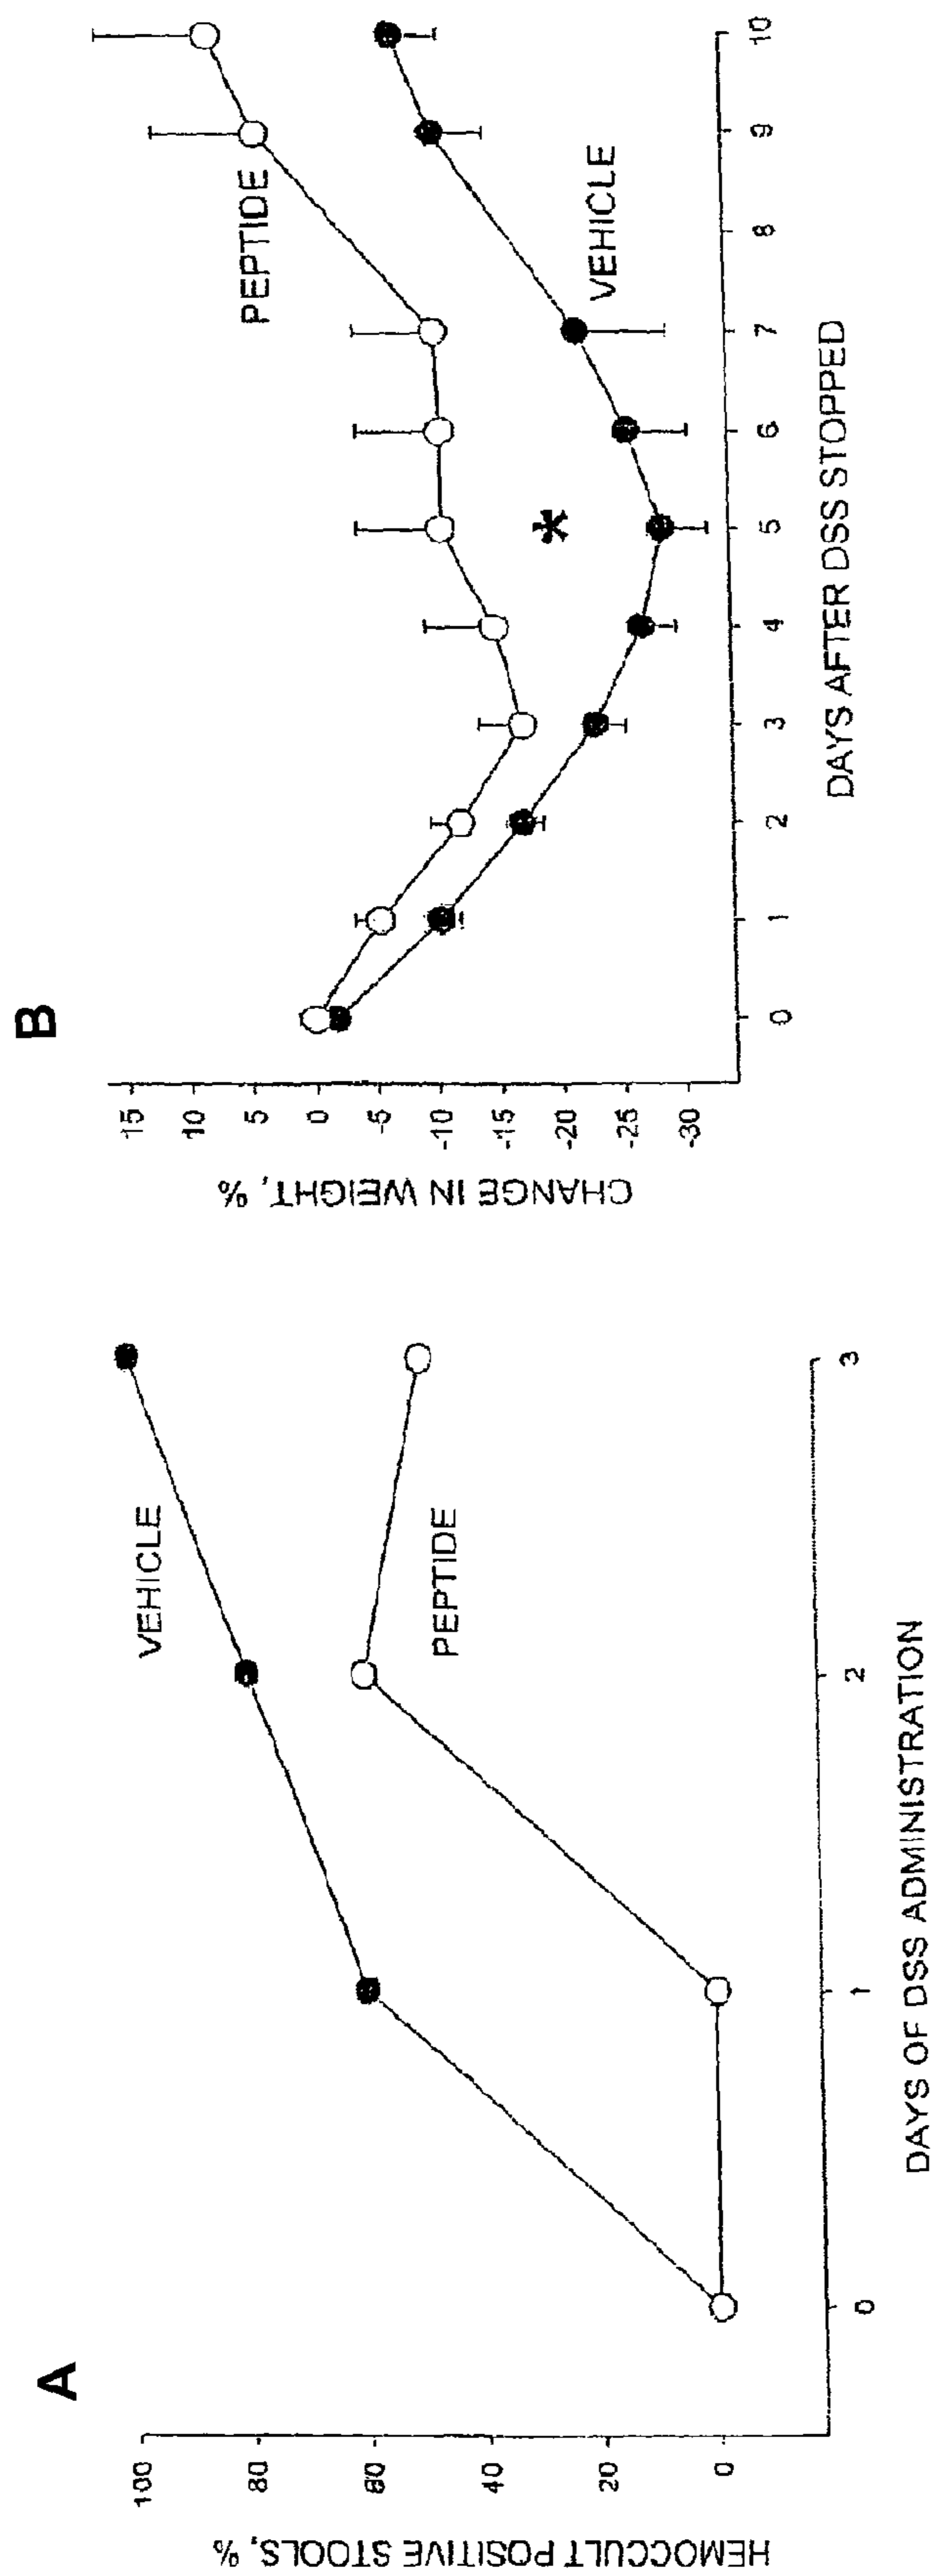 A
HEMOCCULT POSITIVE STOOLS, %
100
80
60
40
20
0
VEHICLE
PEPTIDE
0 1 2 3
DAYS OF DSS ADMINISTRATION
B
CHANGE IN WEIGHT, %
15
10
5
0
-5
-10
-15
-20
-25
-30
PEPTIDE
*
VEHICLE
0 1 2 3 4 5 6 7 8 9 10
DAYS AFTER DSS STOPPED